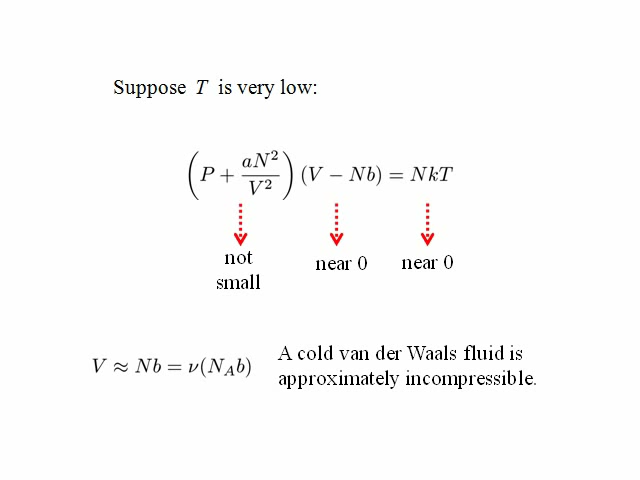 Suppose T is very low:
(P + aN²/V²) (V − Nb) = NkT
not small
near 0
near 0
V ≈ Nb = ν(N_A b)
A cold van der Waals fluid is
approximately incompressible.